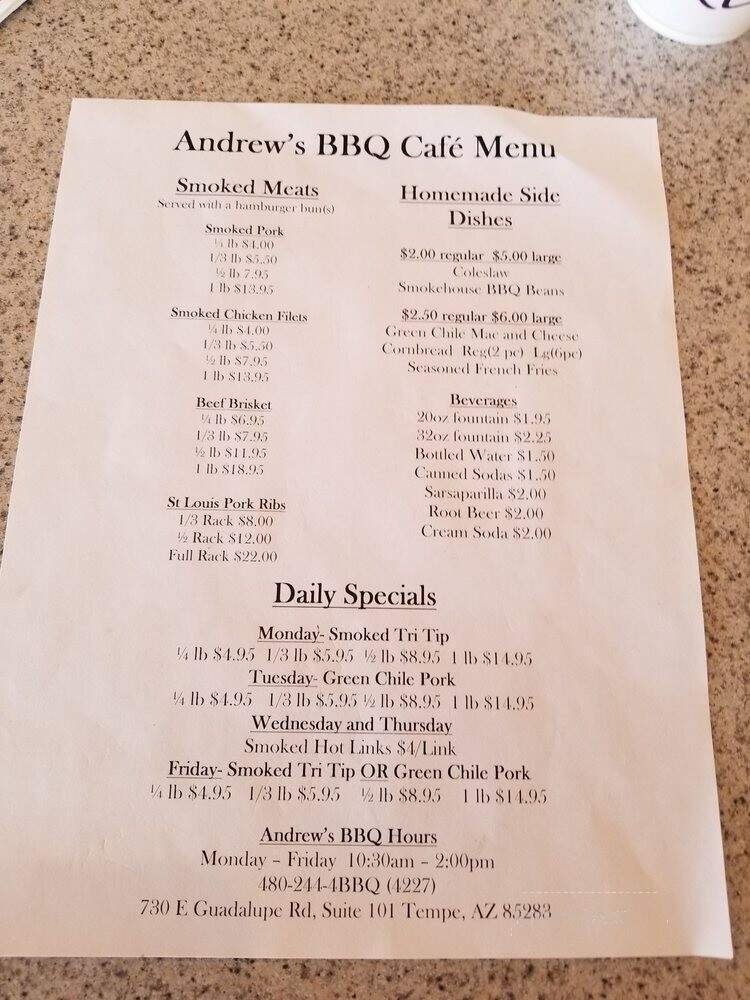 Andrew's BBQ Café Menu
Smoked Meats
Served with a hamburger bun(s)
Smoked Pork
¼ lb $4.00
1/3 lb $5.50
½ lb 7.95
1 lb $13.95
Smoked Chicken Filets
¼ lb $4.00
1/3 lb $5.50
½ lb $7.95
1 lb $13.95
Beef Brisket
¼ lb $6.95
1/3 lb $7.95
½ lb $11.95
1 lb $18.95
St Louis Pork Ribs
1/3 Rack $8.00
½ Rack $12.00
Full Rack $22.00
Homemade Side
Dishes
$2.00 regular $5.00 large
Coleslaw
Smokehouse BBQ Beans
$2.50 regular $6.00 large
Green Chile Mac and Cheese
Cornbread Reg(2 pc) Lg(6pc)
Seasoned French Fries
Beverages
20oz fountain $1.95
32oz fountain $2.25
Bottled Water $1.50
Canned Sodas $1.50
Sarsaparilla $2.00
Root Beer $2.00
Cream Soda $2.00
Daily Specials
Monday- Smoked Tri Tip
¼ lb $4.95 1/3 lb $5.95 ½ lb $8.95 1 lb $14.95
Tuesday- Green Chile Pork
¼ lb $4.95 1/3 lb $5.95 ½ lb $8.95 1 lb $14.95
Wednesday and Thursday
Smoked Hot Links $4/Link
Friday- Smoked Tri Tip OR Green Chile Pork
¼ lb $4.95 1/3 lb $5.95 ½ lb $8.95 1 lb $14.95
Andrew's BBQ Hours
Monday – Friday 10:30am – 2:00pm
480-244-4BBQ (4227)
730 E Guadalupe Rd, Suite 101 Tempe, AZ 85283